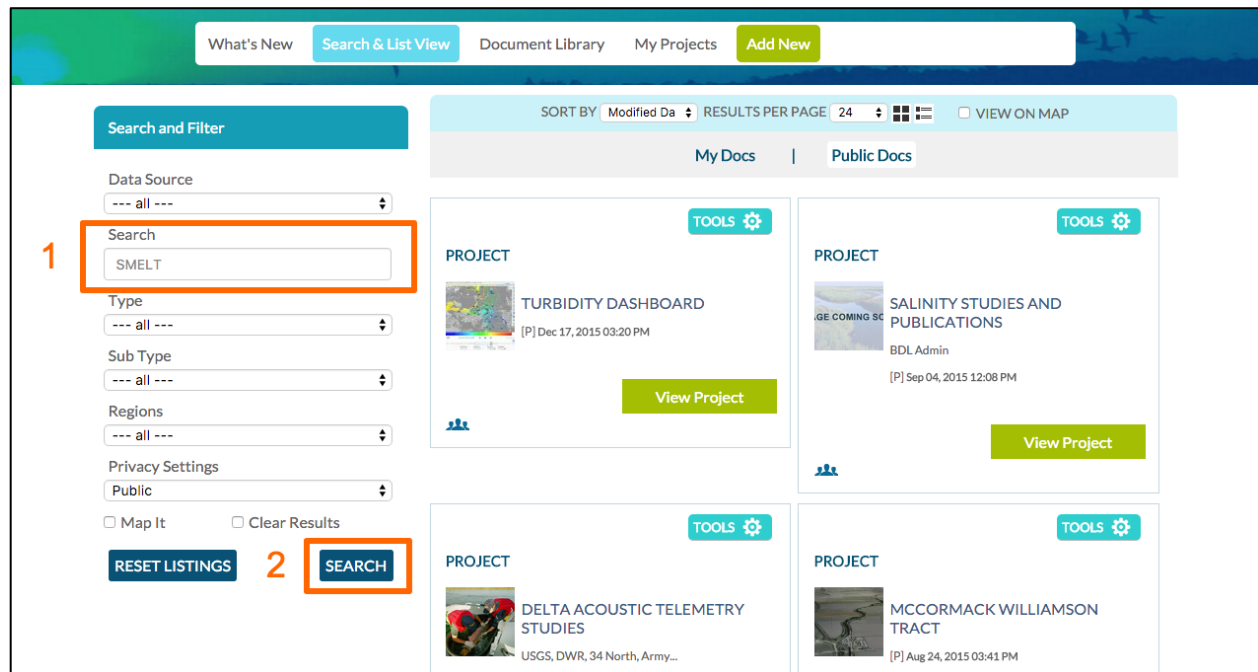 What's New Search & List View Document Library My Projects Add New
Search and Filter
SORT BY Modified Da RESULTS PER PAGE 24 VIEW ON MAP
My Docs | Public Docs
Data Source
--- all ---
1
Search
SMELT
Type
--- all ---
Sub Type
--- all ---
Regions
--- all ---
Privacy Settings
Public
Map It Clear Results
RESET LISTINGS 2 SEARCH
TOOLS
PROJECT
TURBIDITY DASHBOARD
[P] Dec 17, 2015 03:20 PM
View Project
TOOLS
PROJECT
AGE COMING SO
SALINITY STUDIES AND
PUBLICATIONS
BDL Admin
[P] Sep 04, 2015 12:08 PM
View Project
TOOLS
PROJECT
DELTA ACOUSTIC TELEMETRY
STUDIES
USGS, DWR, 34 North, Army...
TOOLS
PROJECT
MCCORMACK WILLIAMSON
TRACT
[P] Aug 24, 2015 03:41 PM